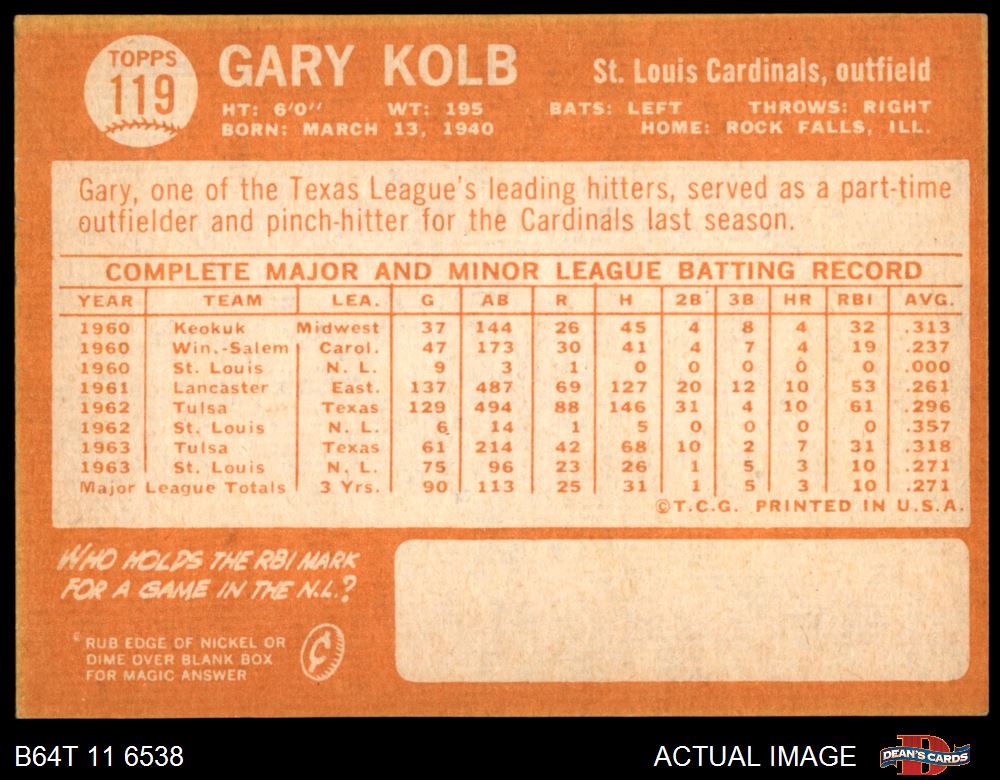 TOPPS
119
GARY KOLB
St. Louis Cardinals, outfield
HT: 6'0'' WT: 195 BATS: LEFT THROWS: RIGHT
BORN: MARCH 13, 1940 HOME: ROCK FALLS, ILL.
Gary, one of the Texas League's leading hitters, served as a part-time
outfielder and pinch-hitter for the Cardinals last season.
COMPLETE MAJOR AND MINOR LEAGUE BATTING RECORD
YEAR TEAM LEA. G AB R H 2B 3B HR RBI AVG.
1960 Keokuk Midwest 37 144 26 45 4 8 4 32 .313
1960 Win.-Salem Carol. 47 173 30 41 4 7 4 19 .237
1960 St. Louis N. L. 9 3 1 0 0 0 0 0 .000
1961 Lancaster East. 137 487 69 127 20 12 10 53 .261
1962 Tulsa Texas 129 494 88 146 31 4 10 61 .296
1962 St. Louis N. L. 6 14 1 5 0 0 0 0 .357
1963 Tulsa Texas 61 214 42 68 10 2 7 31 .318
1963 St. Louis N. L. 75 96 23 26 1 5 3 10 .271
Major League Totals 3 Yrs. 90 113 25 31 1 5 3 10 .271
©T.C.G. PRINTED IN U.S.A.
WHO HOLDS THE RBI MARK
FOR A GAME IN THE N.L.?
RUB EDGE OF NICKEL OR
DIME OVER BLANK BOX
FOR MAGIC ANSWER
B64T 11 6538
ACTUAL IMAGE
DEAN'S CARDS